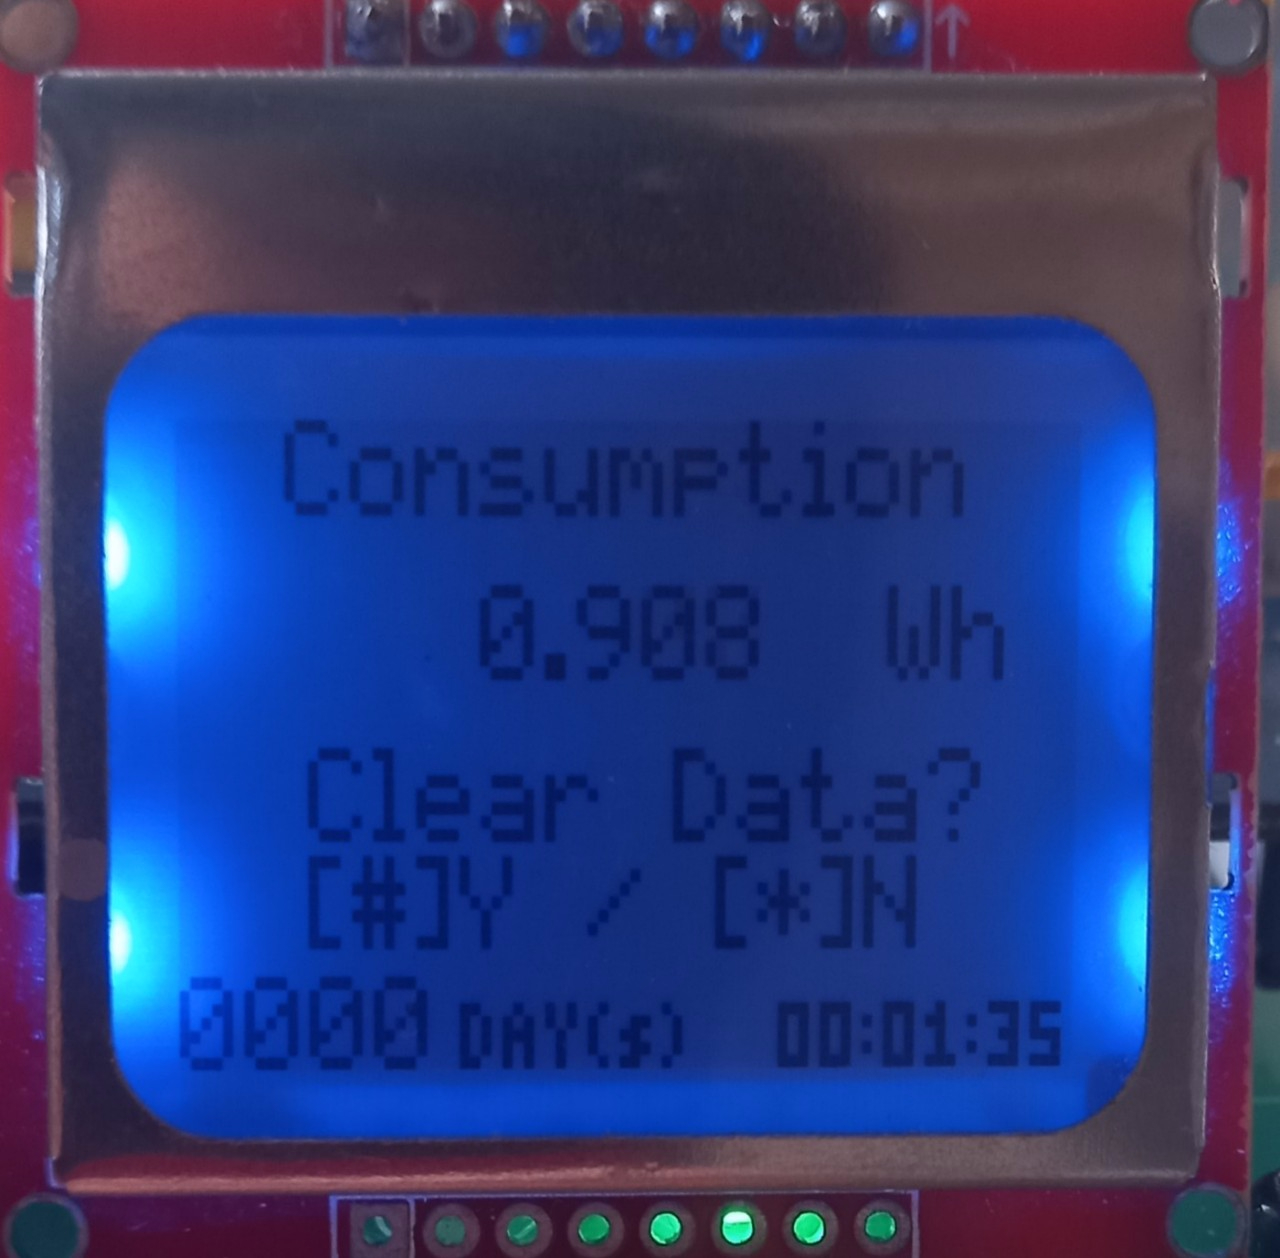 Consumption
0.908 Wh
Clear Data?
[#]Y / [*]N
0000 DAY(s) 00:01:35